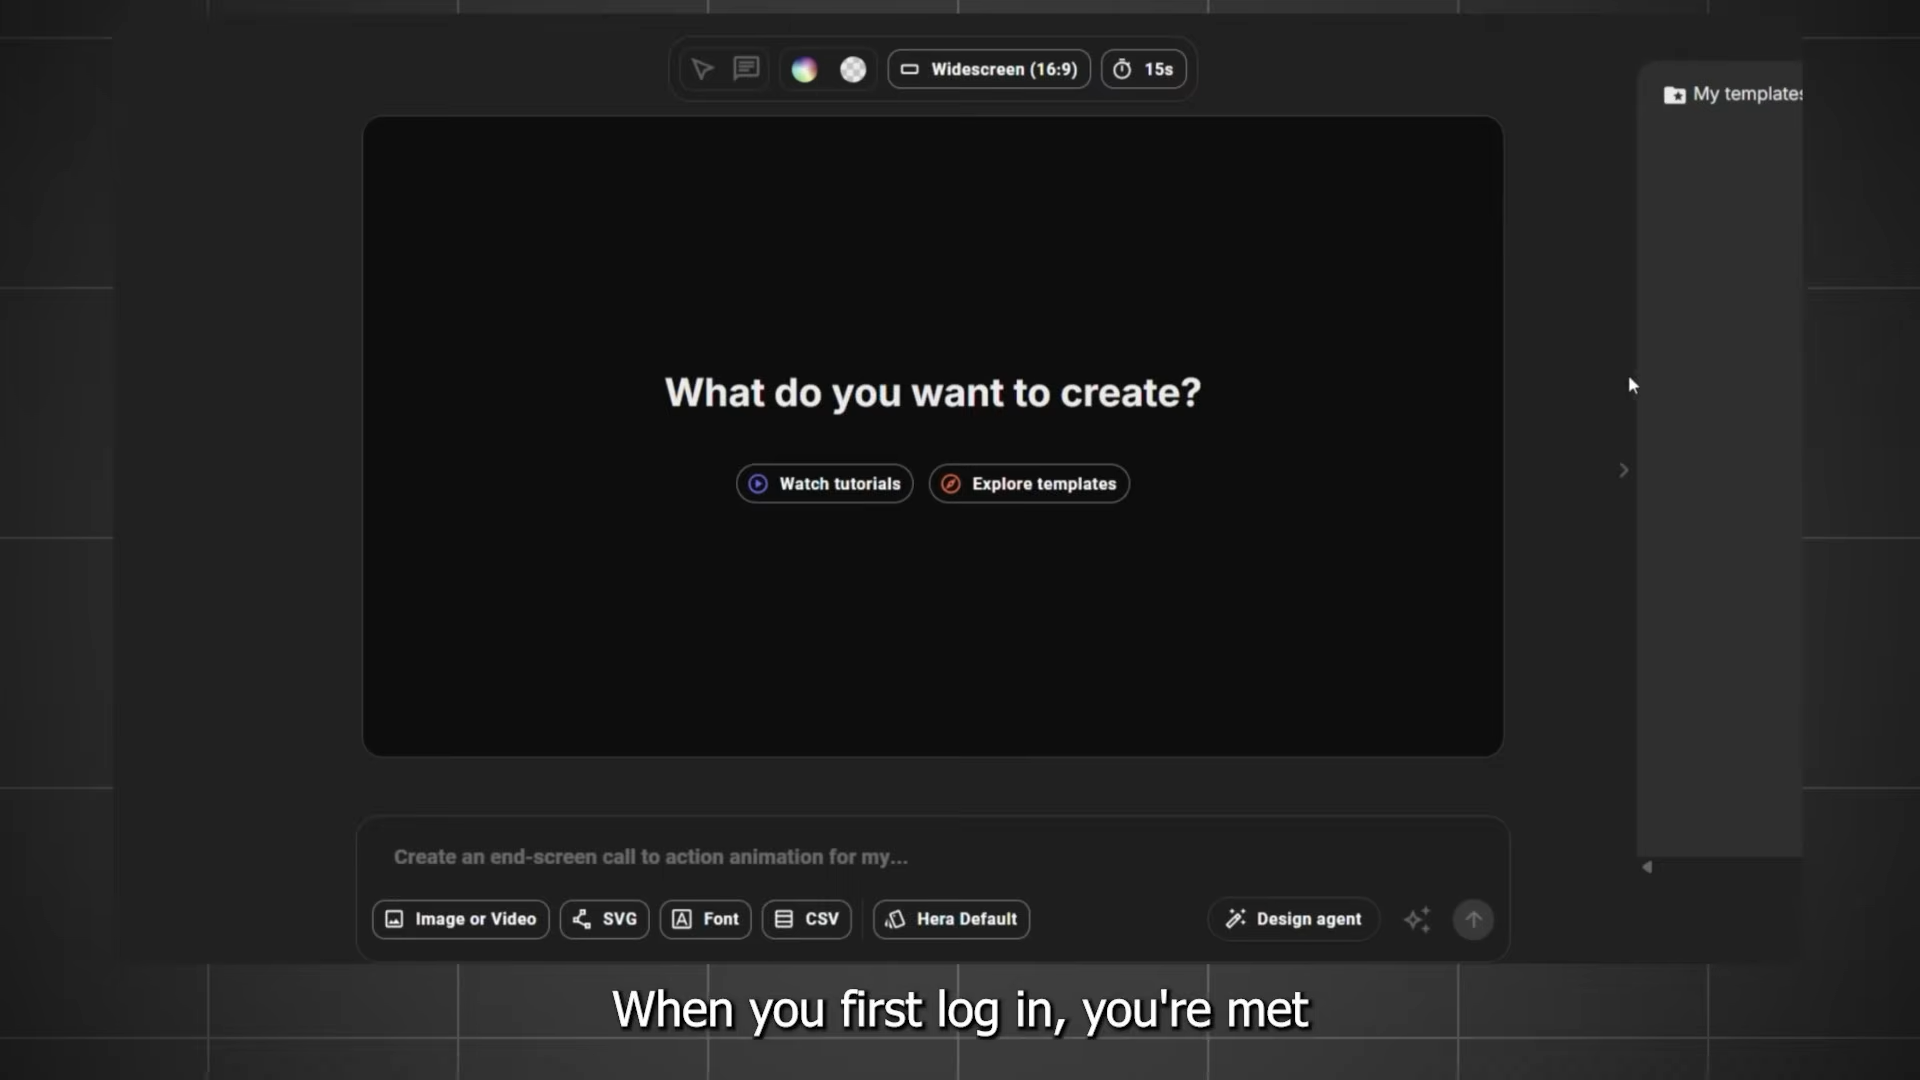 Widescreen (16:9)
15s
My templates
What do you want to create?
Watch tutorials
Explore templates
Create an end-screen call to action animation for my...
Image or Video
SVG
Font
CSV
Hera Default
Design agent
When you first log in, you're met